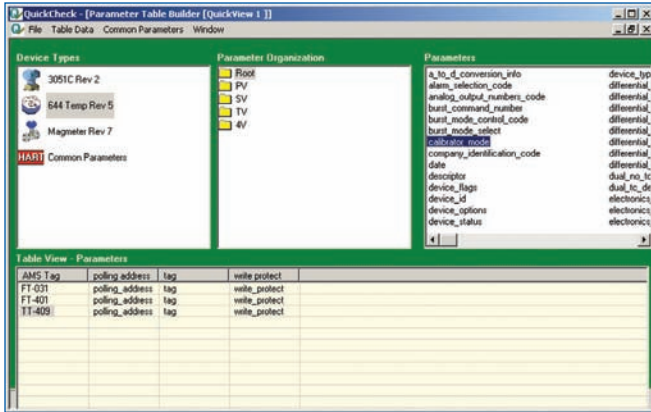 QuickCheck - [Parameter Table Builder [QuickView 1 ]]
File Table Data Common Parameters Window
Device Types
3051C Rev 2
644 Temp Rev 5
Magmeter Rev 7
HART Common Parameters
Parameter Organization
Root
PV
SV
TV
4V
Parameters
a_to_d_conversion_info device_typ
alarm_selection_code differential_
analog_output_numbers_code differential_
burst_command_number differential_
burst_mode_control_code differential_
burst_mode_select differential_
calibrator_mode differential_
company_identification_code differential_
date differential_
descriptor dual_no_tc
device_flags dual_tc_de
device_id electronics_
device_options electronics_
device_status electronics_
Table View - Parameters
AMS Tag polling address tag write protect
FT-031 polling_address tag write_protect
FT-401 polling_address tag write_protect
TT-409 polling_address tag write_protect